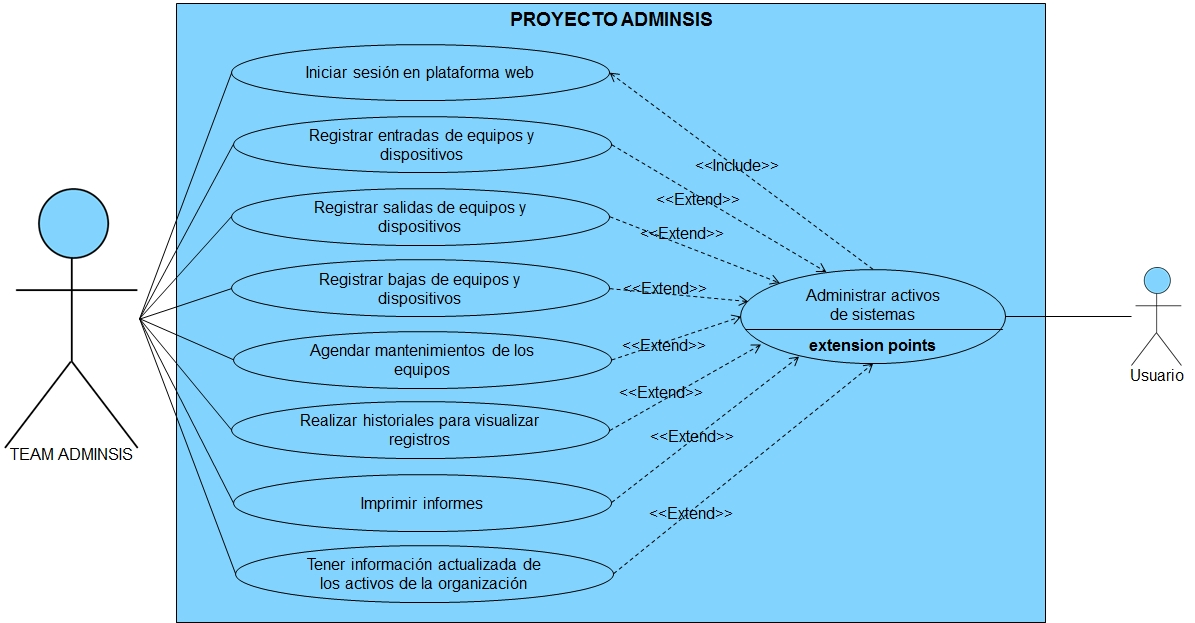 PROYECTO ADMINSIS
Iniciar sesión en plataforma web
Registrar entradas de equipos y
dispositivos
<<Include>>
<<Extend>>
Registrar salidas de equipos y
dispositivos
<<Extend>>
Registrar bajas de equipos y
dispositivos
<<Extend>>
Administrar activos
de sistemas
extension points
Agendar mantenimientos de los
equipos
<<Extend>>
Usuario
<<Extend>>
Realizar historiales para visualizar
registros
<<Extend>>
TEAM ADMINSIS
Imprimir informes
<<Extend>>
Tener información actualizada de
los activos de la organización